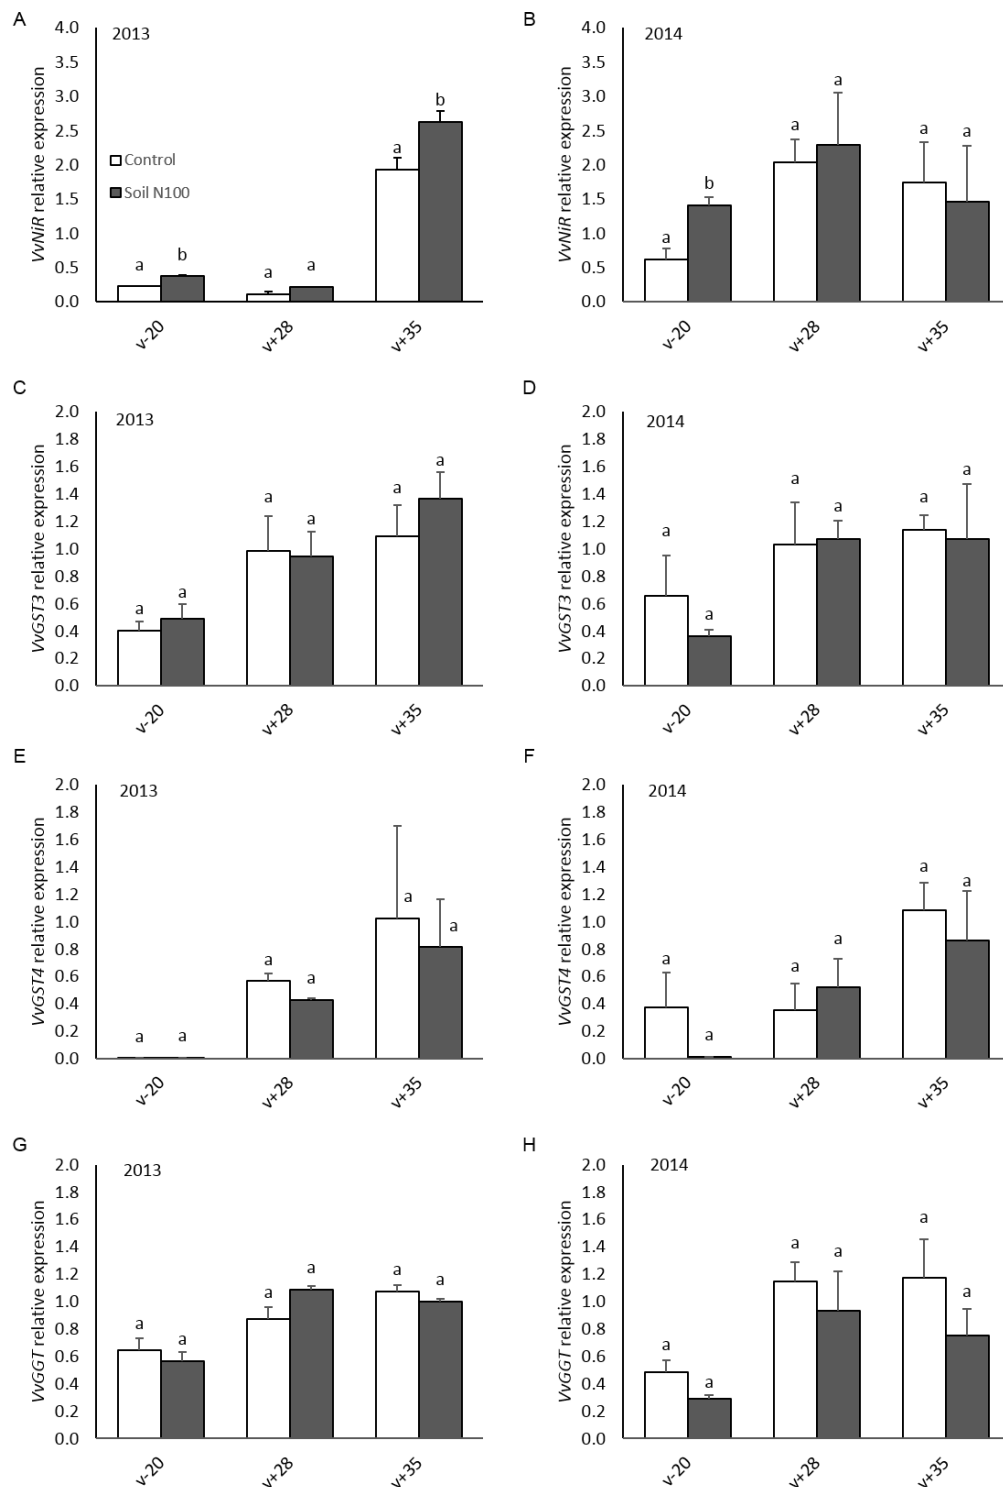 A
2013
4.0
3.5
3.0
2.5
2.0
1.5
1.0
0.5
0.0
VvNiR relative expression
Control
Soil N100
a
b
a
a
a
b
v-20
v+28
v+35
B
2014
4.0
3.5
3.0
2.5
2.0
1.5
1.0
0.5
0.0
VvNiR relative expression
a
b
a
a
a
a
v-20
v+28
v+35
C
2013
2.0
1.8
1.6
1.4
1.2
1.0
0.8
0.6
0.4
0.2
0.0
VvGST3 relative expression
a
a
a
a
a
a
v-20
v+28
v+35
D
2014
2.0
1.8
1.6
1.4
1.2
1.0
0.8
0.6
0.4
0.2
0.0
VvGST3 relative expression
a
a
a
a
a
a
v-20
v+28
v+35
E
2013
2.0
1.8
1.6
1.4
1.2
1.0
0.8
0.6
0.4
0.2
0.0
VvGST4 relative expression
a
a
a
a
a
a
v-20
v+28
v+35
F
2014
2.0
1.8
1.6
1.4
1.2
1.0
0.8
0.6
0.4
0.2
0.0
VvGST4 relative expression
a
a
a
a
a
a
v-20
v+28
v+35
G
2013
2.0
1.8
1.6
1.4
1.2
1.0
0.8
0.6
0.4
0.2
0.0
VvGGT relative expression
a
a
a
a
a
a
v-20
v+28
v+35
H
2014
2.0
1.8
1.6
1.4
1.2
1.0
0.8
0.6
0.4
0.2
0.0
VvGGT relative expression
a
a
a
a
a
a
v-20
v+28
v+35